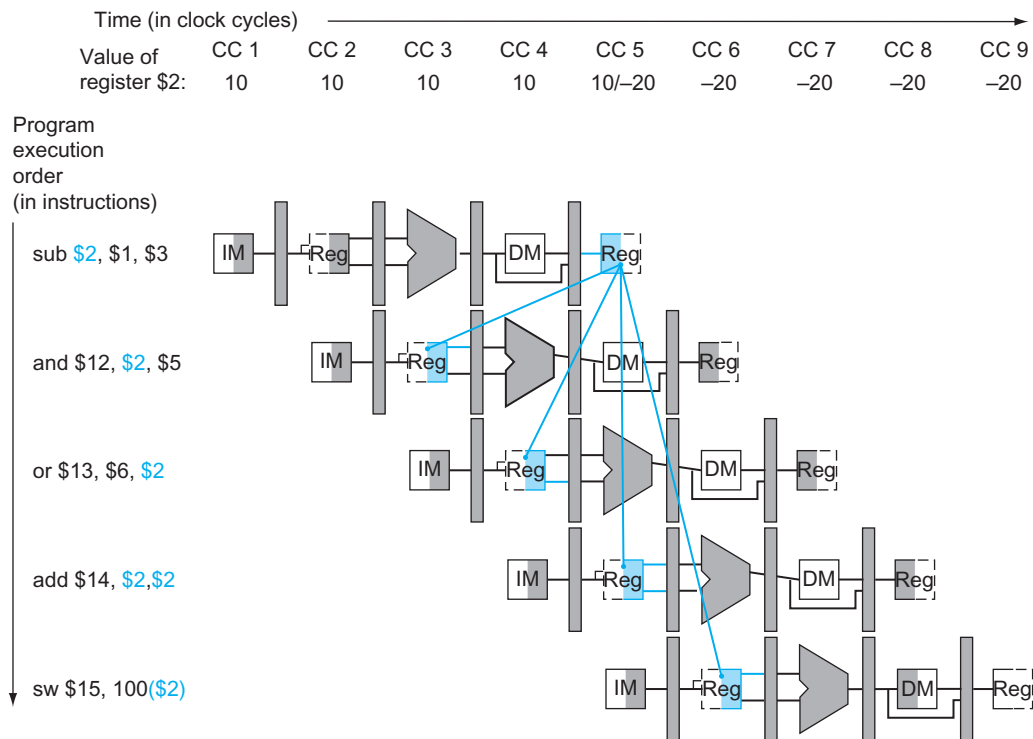 Time (in clock cycles)
CC 1 CC 2 CC 3 CC 4 CC 5 CC 6 CC 7 CC 8 CC 9
Value of
register $2: 10 10 10 10 10/–20 –20 –20 –20 –20
Program
execution
order
(in instructions)
sub $2, $1, $3 IM Reg DM Reg
and $12, $2, $5 IM Reg DM Reg
or $13, $6, $2 IM Reg DM Reg
add $14, $2,$2 IM Reg DM Reg
sw $15, 100($2) IM Reg DM Reg